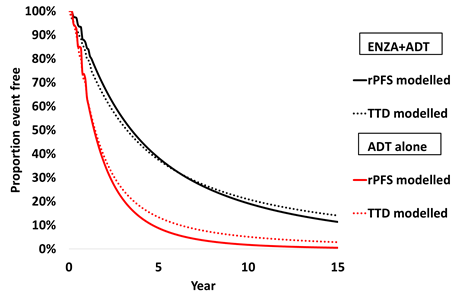 Proportion event free
100%
90%
80%
70%
60%
50%
40%
30%
20%
10%
0%
0
5
10
15
Year
ENZA+ADT
rPFS modelled
TTD modelled
ADT alone
rPFS modelled
TTD modelled